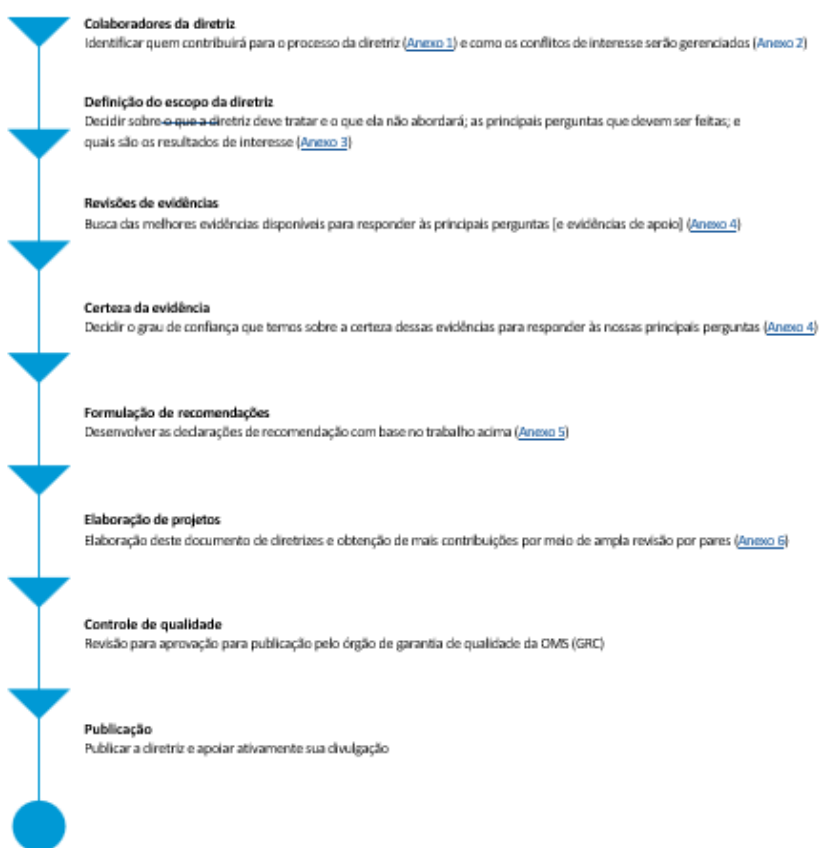 Colaboradores da diretriz
Identificar quem contribuirá para o processo da diretriz (Anexo 1) e como os conflitos de interesse serão gerenciados (Anexo 2)
Definição do escopo da diretriz
Decidir sobre o que a diretriz deve tratar e o que ela não abordará; as principais perguntas que devem ser feitas; e
quais são os resultados de interesse (Anexo 3)
Revisões de evidências
Busca das melhores evidências disponíveis para responder às principais perguntas [e evidências de apoio] (Anexo 4)
Certeza da evidência
Decidir o grau de confiança que temos sobre a certeza dessas evidências para responder às nossas principais perguntas (Anexo 4)
Formulação de recomendações
Desenvolver as declarações de recomendação com base no trabalho acima (Anexo 5)
Elaboração de projetos
Elaboração deste documento de diretrizes e obtenção de mais contribuições por meio de ampla revisão por pares (Anexo 6)
Controle de qualidade
Revisão para aprovação para publicação pelo órgão de garantia de qualidade da OMS (GRC)
Publicação
Publicar a diretriz e apoiar ativamente sua divulgação